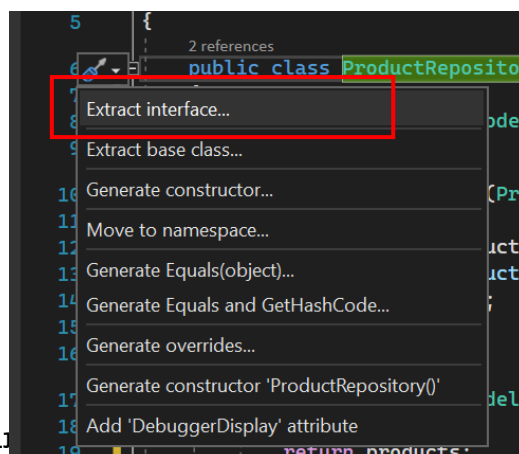 5 {
2 references
6 public class ProductReposito
Extract interface...
Extract base class...
Generate constructor...
Move to namespace...
Generate Equals(object)...
Generate Equals and GetHashCode...
Generate overrides...
Generate constructor 'ProductRepository()'
Add 'DebuggerDisplay' attribute
return products;